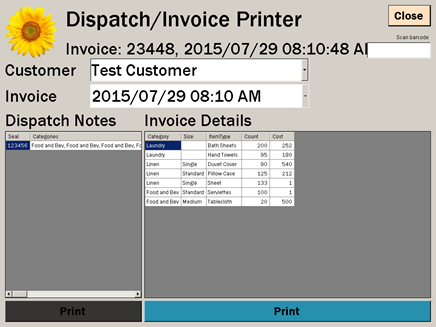 Dispatch/Invoice Printer
Close
Scan barcode
Invoice: 23448, 2015/07/29 08:10:48 AM
Customer Test Customer
Invoice 2015/07/29 08:10 AM
Dispatch Notes
Seal Categories
123456 Food and Bev, Food and Bev, Food and Bev, Fo
Invoice Details
Category Size ItemType Count Cost
Laundry Bath Sheets 200 252
Laundry Hand Towels 95 180
Linen Single Duvet Cover 90 540
Linen Standard Pillow Case 125 212
Linen Single Sheet 133 1
Food and Bev Standard Serviettes 100 1
Food and Bev Medium Tablecloth 20 500
Print
Print